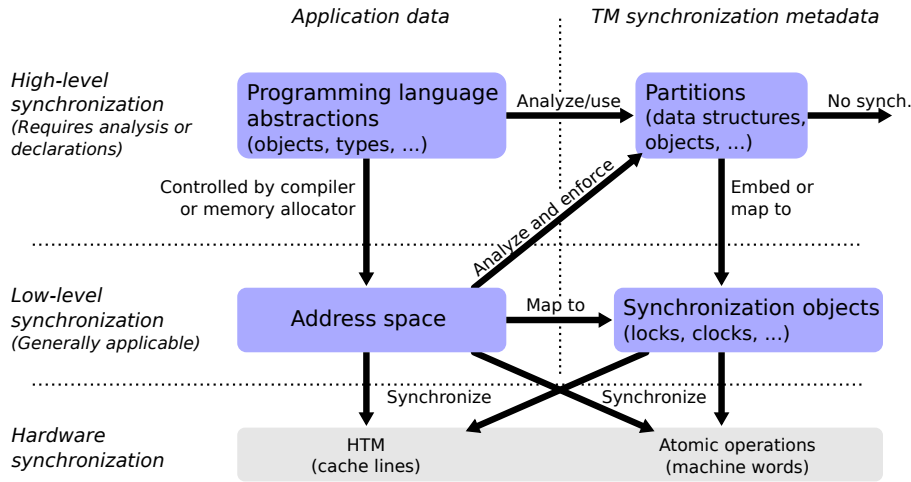 Application data
TM synchronization metadata
High-level
synchronization
(Requires analysis or
declarations)
Programming language
abstractions
(objects, types, ...)
Analyze/use
Partitions
(data structures,
objects, ...)
No synch.
Controlled by compiler
or memory allocator
Analyze and enforce
Embed or
map to
Low-level
synchronization
(Generally applicable)
Address space
Map to
Synchronization objects
(locks, clocks, ...)
Synchronize
Synchronize
Hardware
synchronization
HTM
(cache lines)
Atomic operations
(machine words)